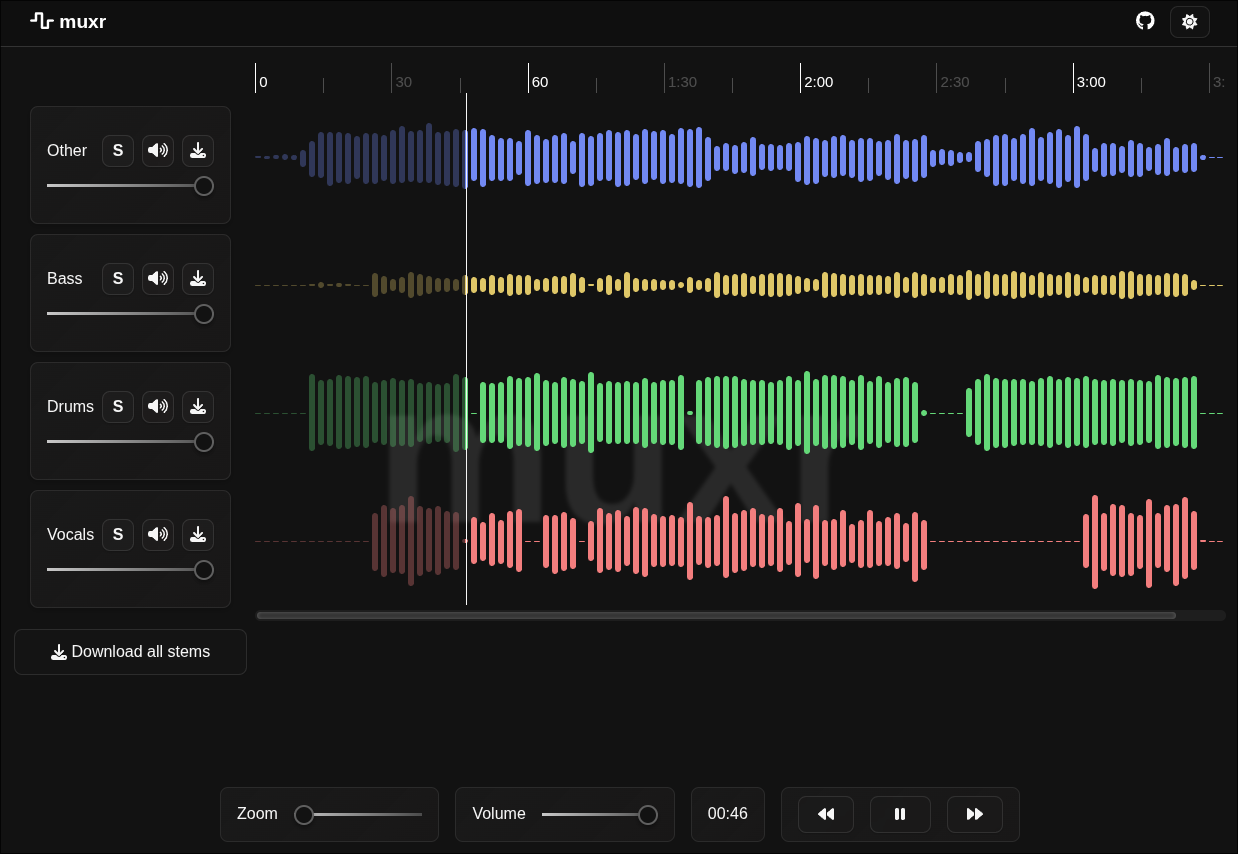 muxr
0 30 60 1:30 2:00 2:30 3:00 3:
Other S
Bass S
Drums S
muxr
Vocals S
Download all stems
Zoom Volume 00:46